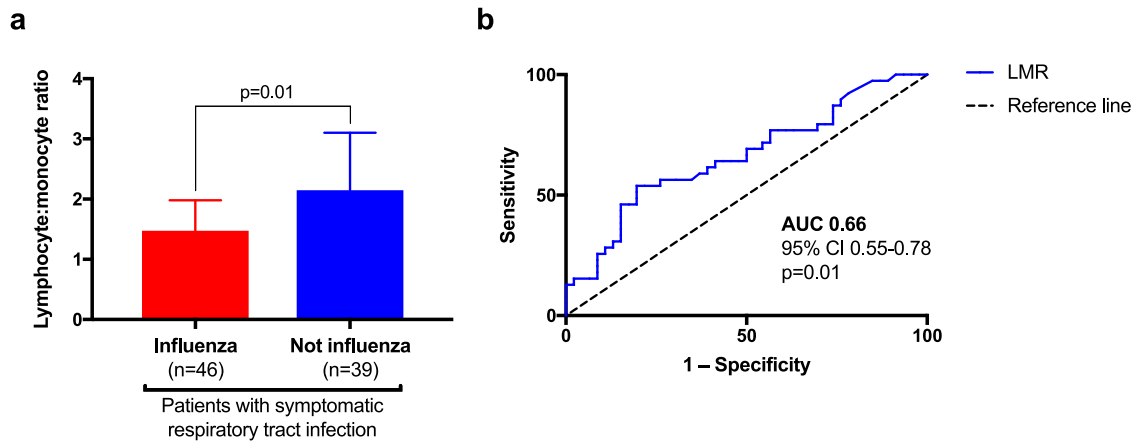 a
Lymphocyte:monocyte ratio
4
3
2
1
0
p=0.01
Influenza
(n=46)
Not influenza
(n=39)
Patients with symptomatic
respiratory tract infection
b
Sensitivity
100
50
0
0
50
100
1 – Specificity
AUC 0.66
95% CI 0.55-0.78
p=0.01
LMR
Reference line